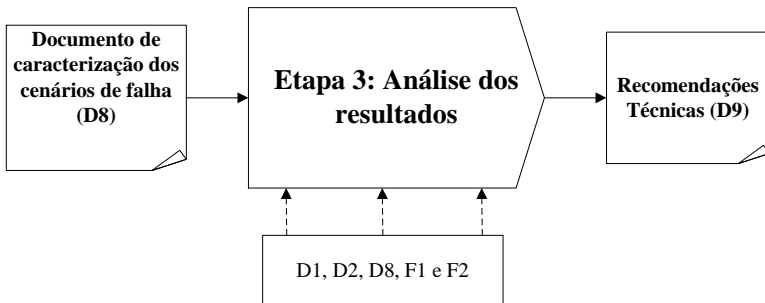 Documento de
caracterização dos
cenários de falha
(D8)
Etapa 3: Análise dos
resultados
Recomendações
Técnicas (D9)
D1, D2, D8, F1 e F2